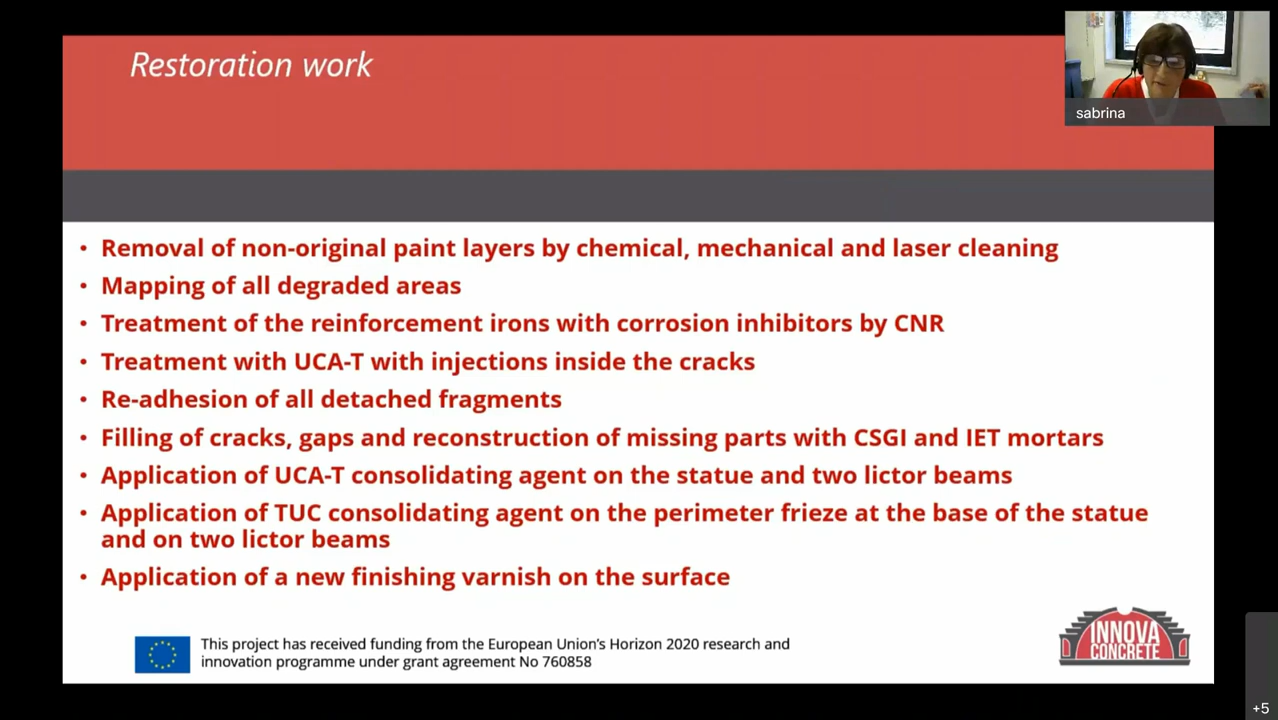 Restoration work
sabrina
• Removal of non-original paint layers by chemical, mechanical and laser cleaning
• Mapping of all degraded areas
• Treatment of the reinforcement irons with corrosion inhibitors by CNR
• Treatment with UCA-T with injections inside the cracks
• Re-adhesion of all detached fragments
• Filling of cracks, gaps and reconstruction of missing parts with CSGI and IET mortars
• Application of UCA-T consolidating agent on the statue and two lictor beams
• Application of TUC consolidating agent on the perimeter frieze at the base of the statue
and on two lictor beams
• Application of a new finishing varnish on the surface
This project has received funding from the European Union's Horizon 2020 research and
innovation programme under grant agreement No 760858
INNOVA
CONCRETE
+5